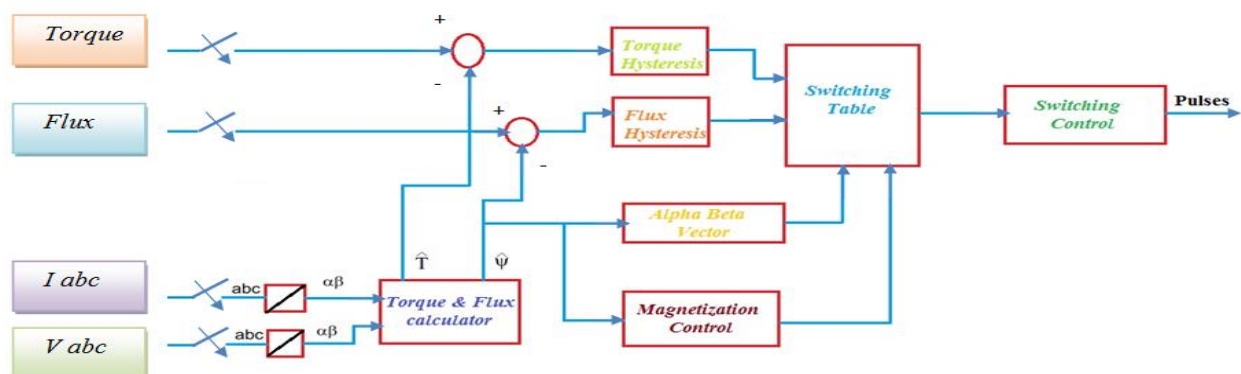 Torque
+
-
Torque
Hysteresis
Switching
Table
Switching
Control
Pulses
Flux
+
-
Flux
Hysteresis
Alpha Beta
Vector
T̂
ψ̂
I abc
abc
αβ
Torque & Flux
calculator
Magnetization
Control
V abc
abc
αβ